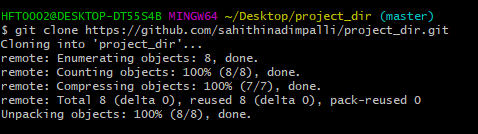 HFT0002@DESKTOP-DT55S4B MINGW64 ~/Desktop/project_dir (master)
$ git clone https://github.com/sahithinadimpalli/project_dir.git
Cloning into 'project_dir'...
remote: Enumerating objects: 8, done.
remote: Counting objects: 100% (8/8), done.
remote: Compressing objects: 100% (7/7), done.
remote: Total 8 (delta 0), reused 8 (delta 0), pack-reused 0
Unpacking objects: 100% (8/8), done.